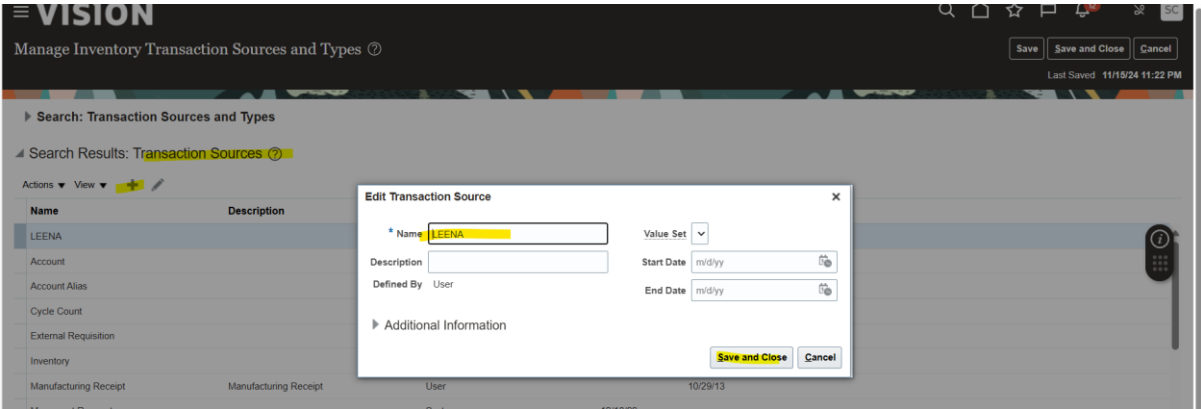 VISION
SC
Manage Inventory Transaction Sources and Types
Save Save and Close Cancel
Last Saved 11/15/24 11:22 PM
Search: Transaction Sources and Types
Search Results: Transaction Sources
Actions View
Name Description
LEENA
Account
Account Alias
Cycle Count
External Requisition
Inventory
Manufacturing Receipt Manufacturing Receipt User 10/29/13
Edit Transaction Source
* Name LEENA Value Set
Description Start Date m/d/yy
Defined By User End Date m/d/yy
Additional Information
Save and Close Cancel